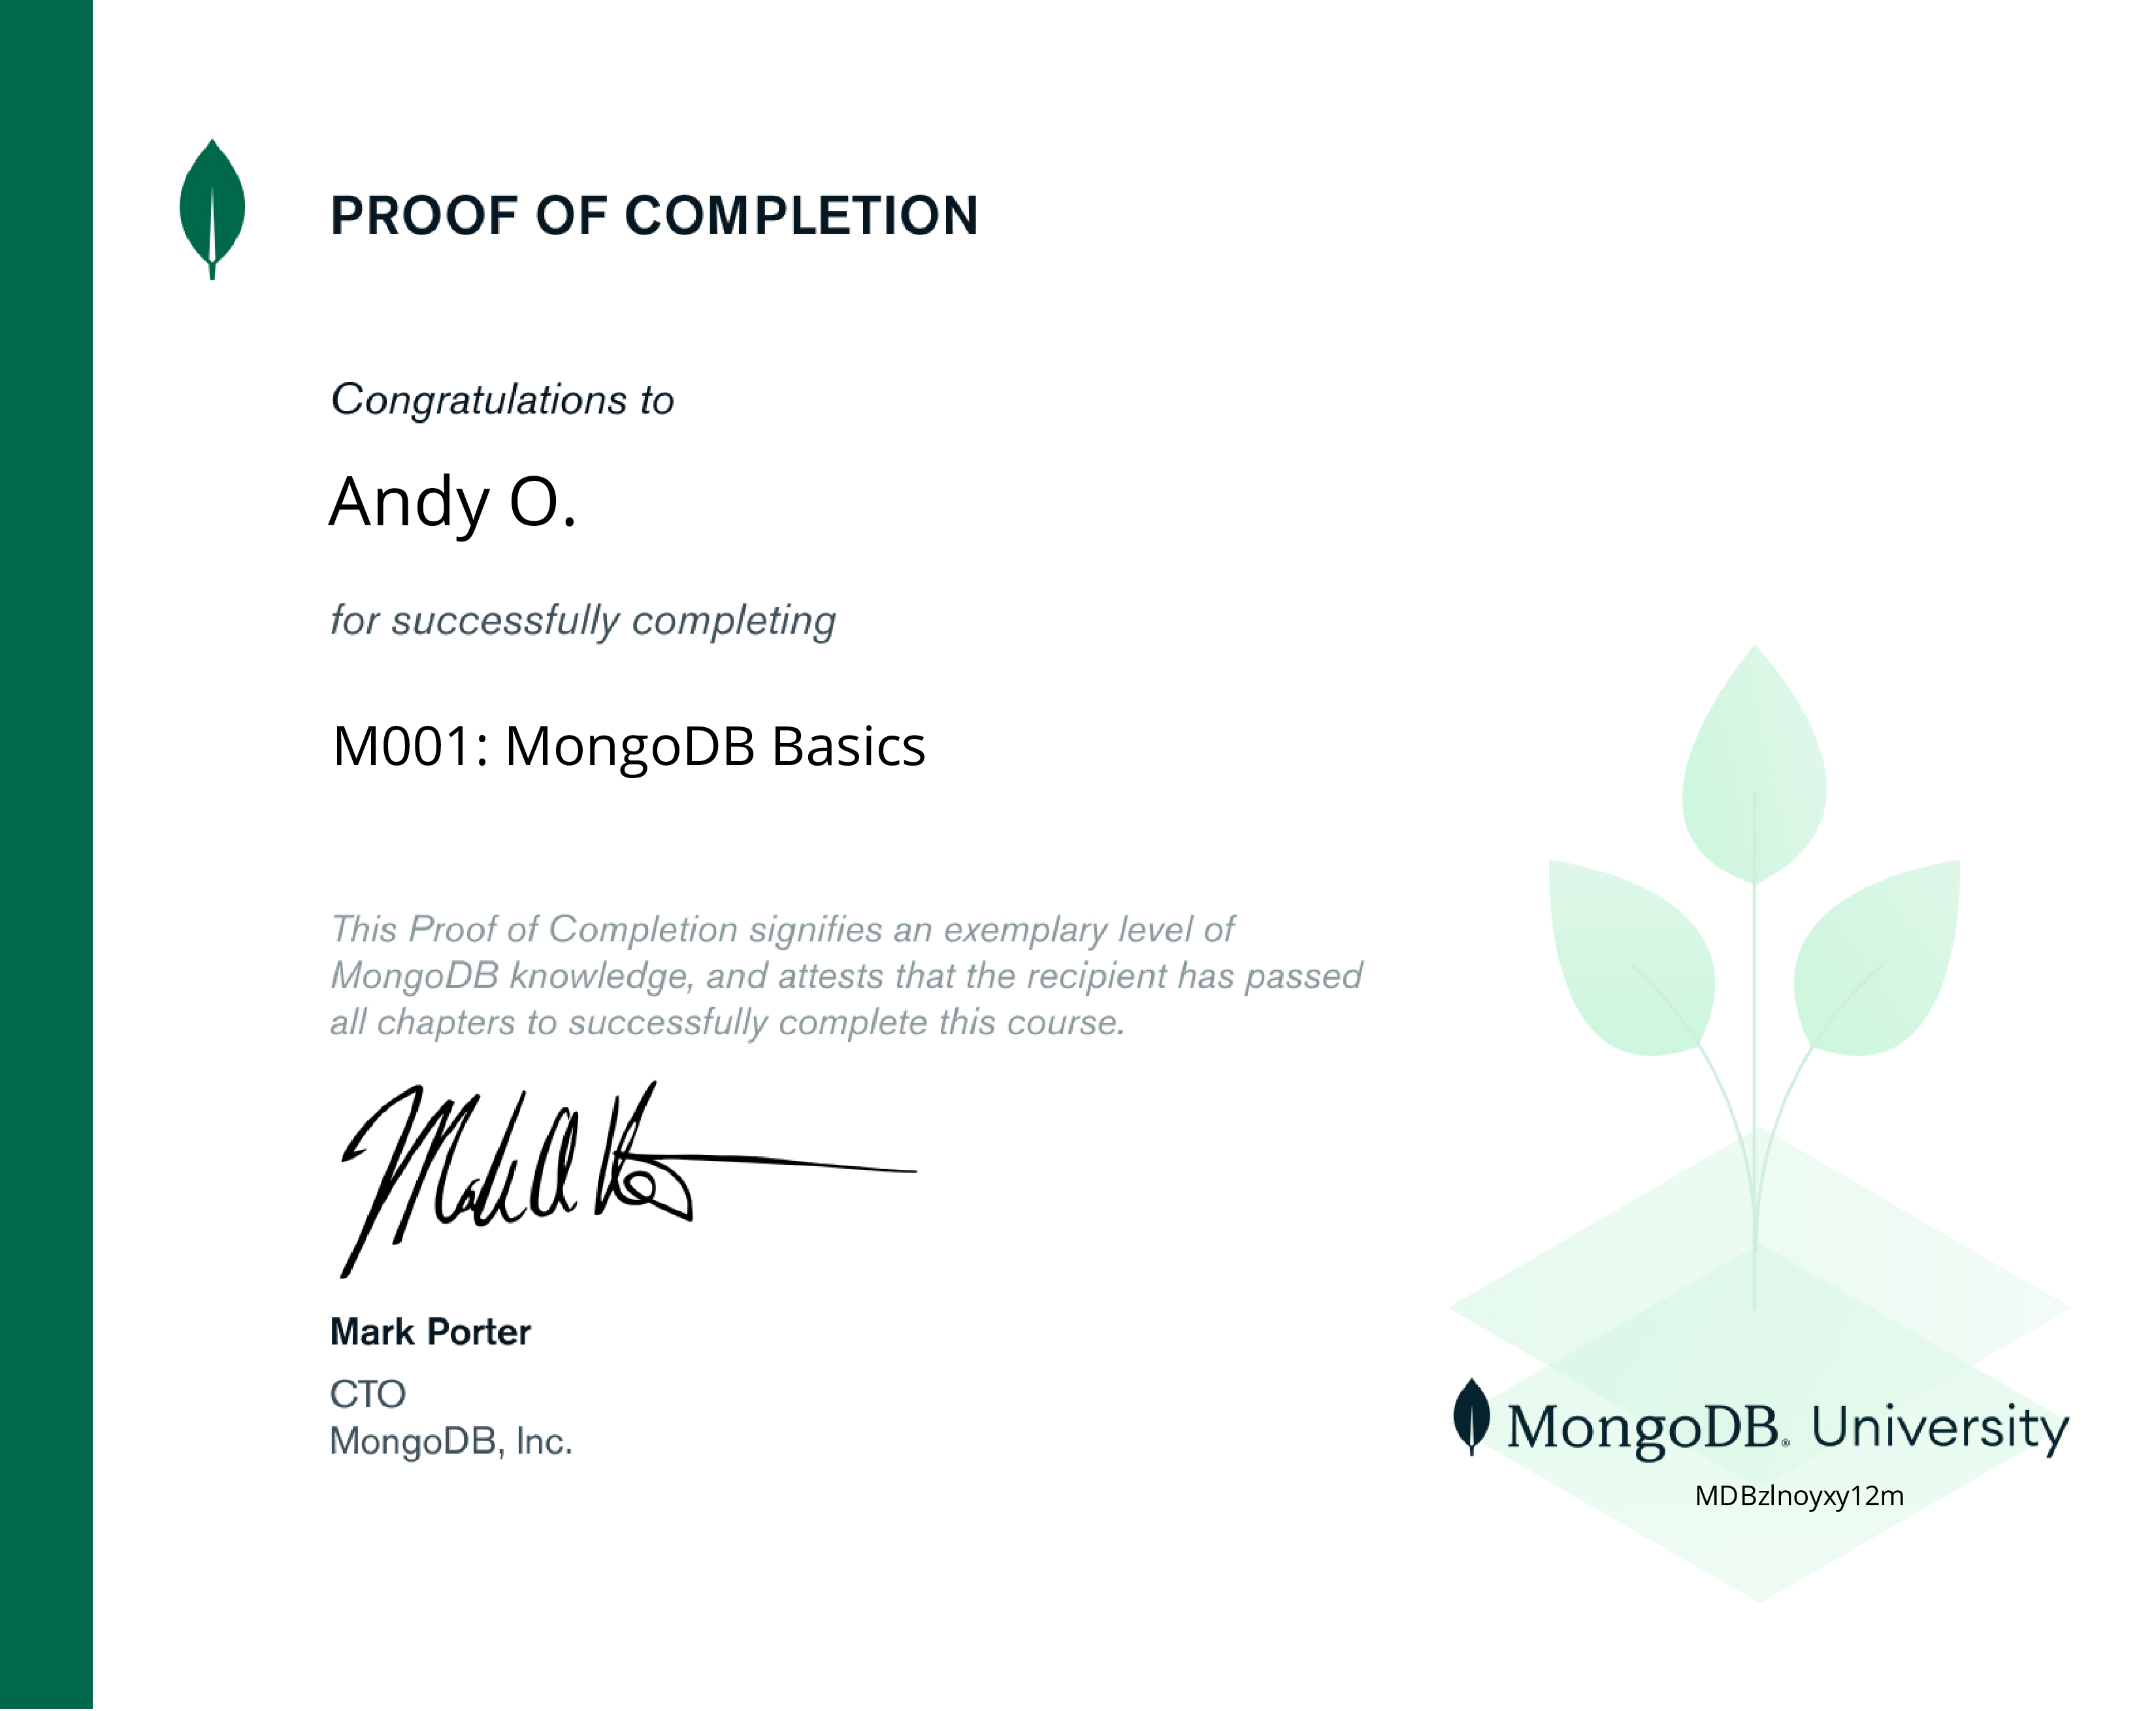 PROOF OF COMPLETION
Congratulations to
Andy O.
for successfully completing
M001: MongoDB Basics
This Proof of Completion signifies an exemplary level of
MongoDB knowledge, and attests that the recipient has passed
all chapters to successfully complete this course.
Mark Porter
CTO
MongoDB, Inc.
MongoDB® University
MDBzlnoyxy12m